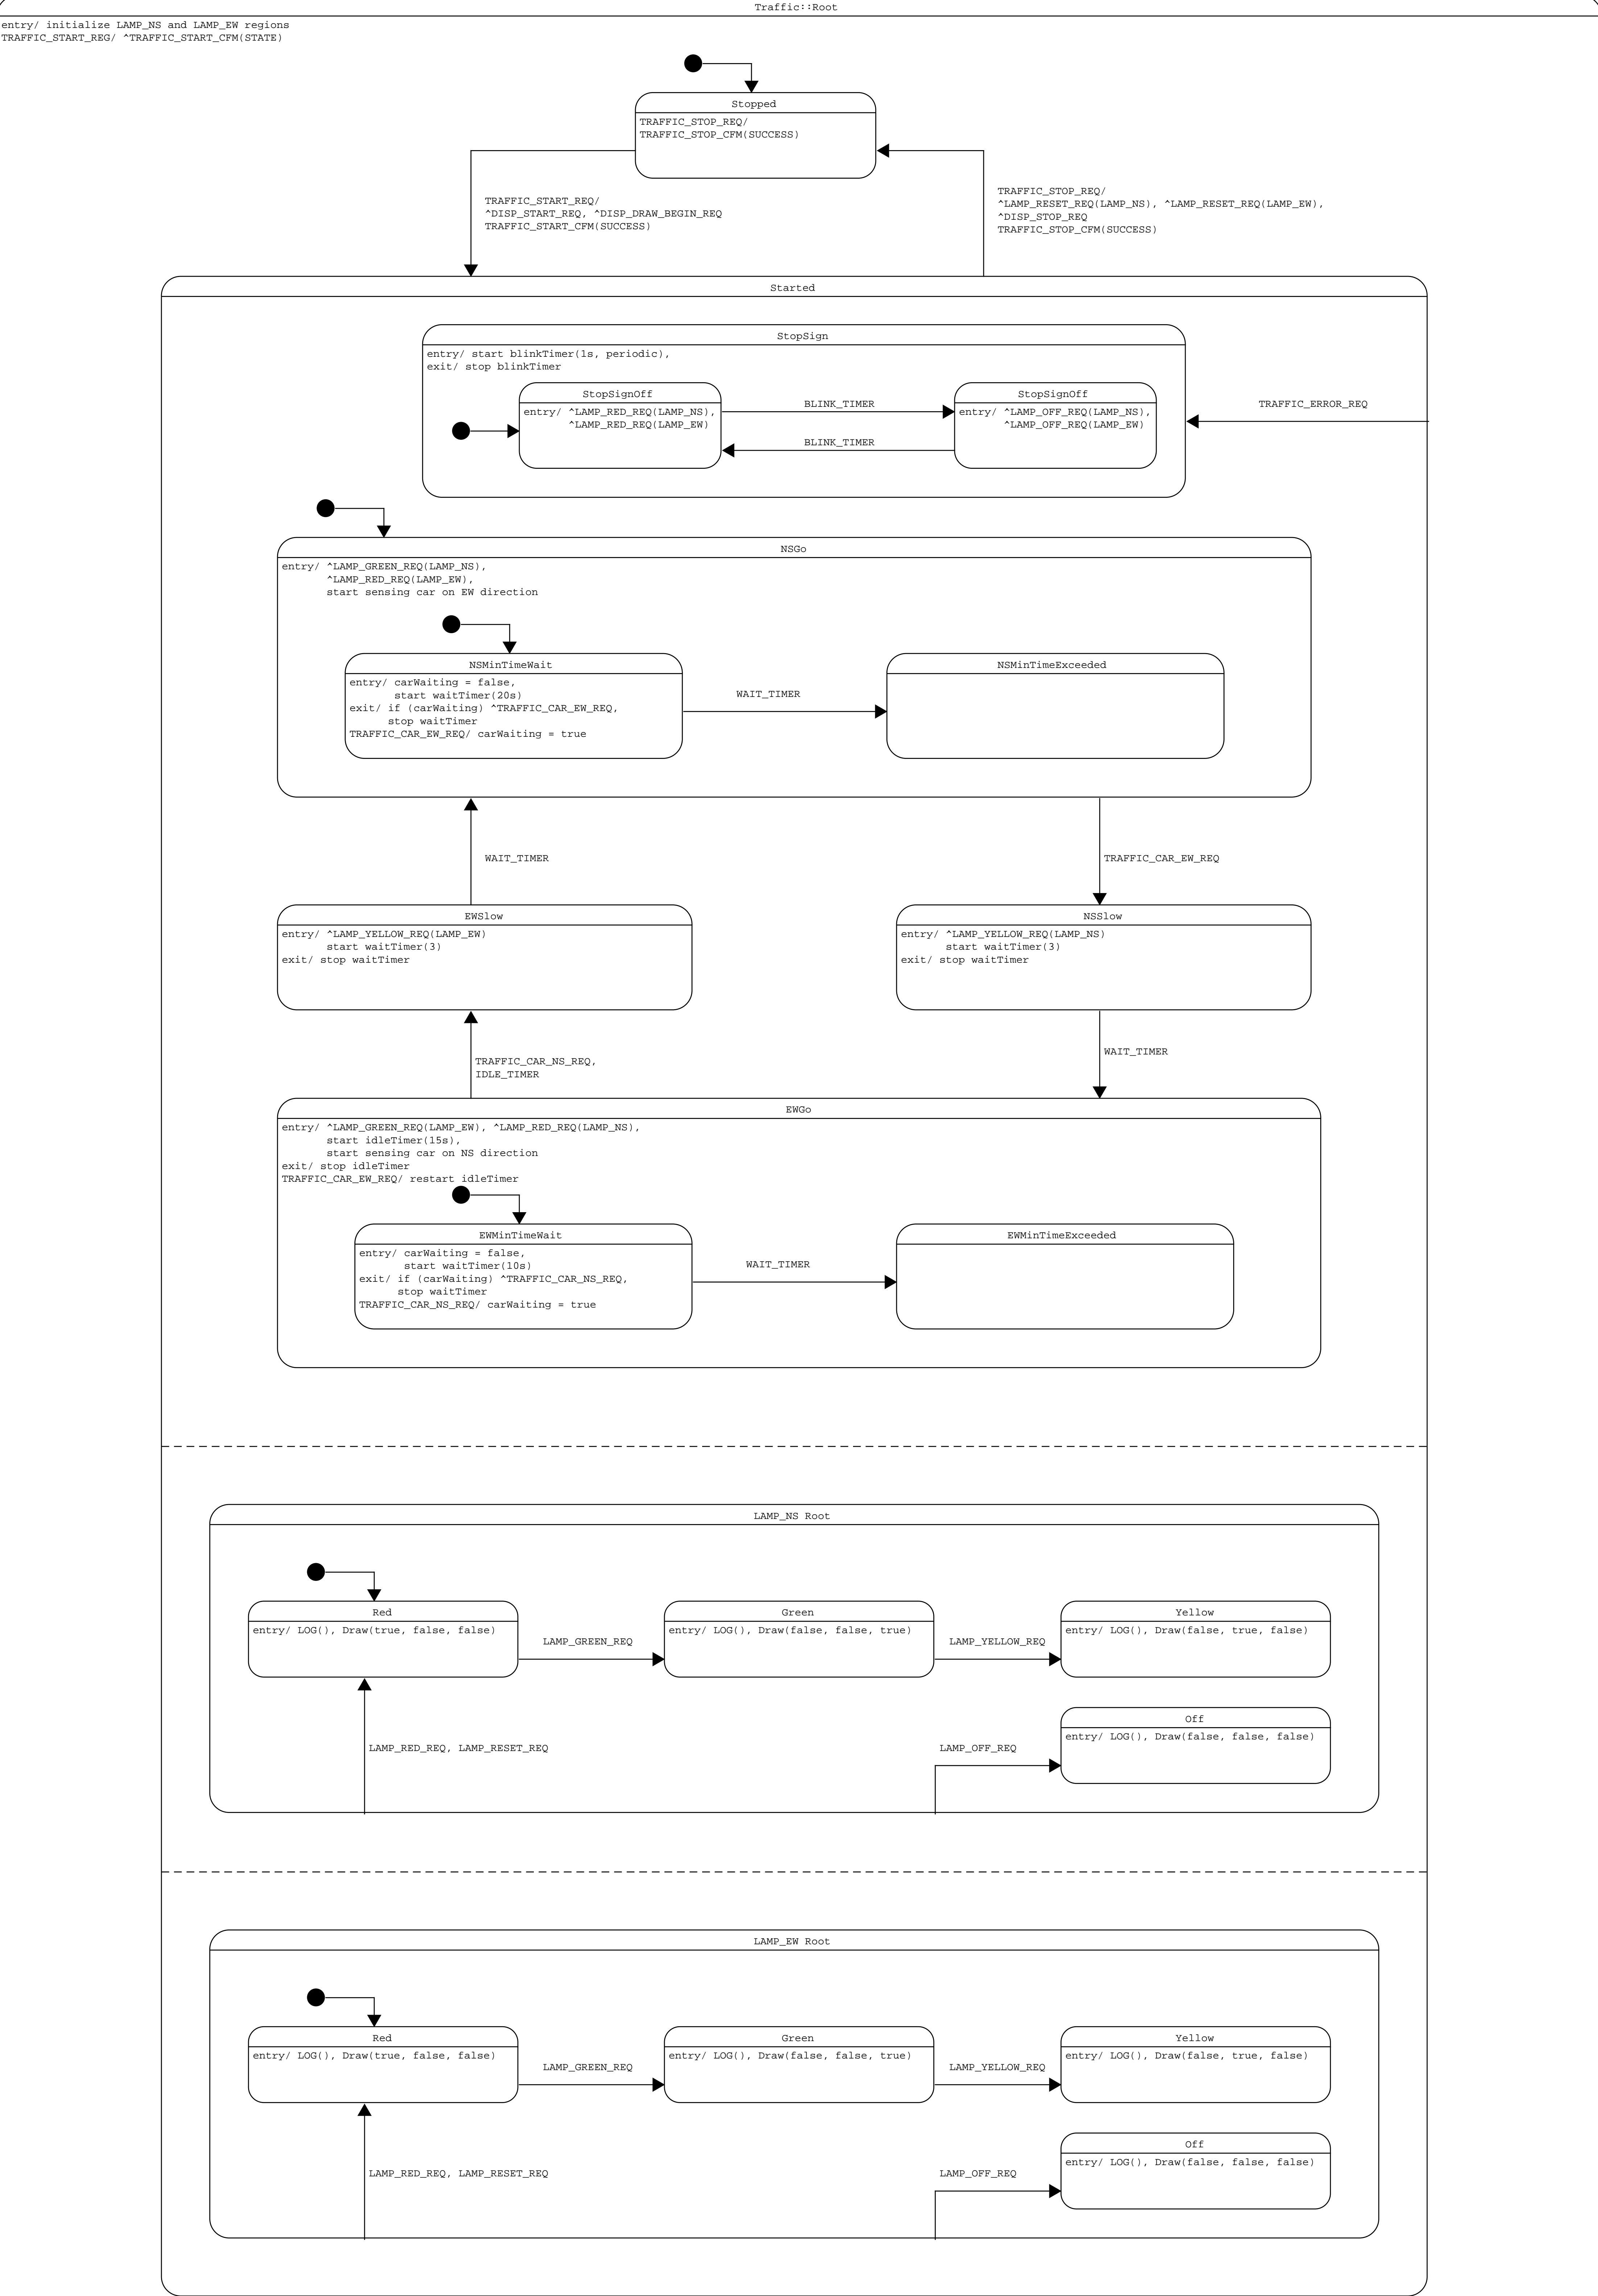 Traffic::Root
entry/ initialize LAMP_NS and LAMP_EW regions
TRAFFIC_START_REG/ ^TRAFFIC_START_CFM(STATE)
Stopped
TRAFFIC_STOP_REQ/
TRAFFIC_STOP_CFM(SUCCESS)
TRAFFIC_START_REQ/
^DISP_START_REQ, ^DISP_DRAW_BEGIN_REQ
TRAFFIC_START_CFM(SUCCESS)
TRAFFIC_STOP_REQ/
^LAMP_RESET_REQ(LAMP_NS), ^LAMP_RESET_REQ(LAMP_EW),
^DISP_STOP_REQ
TRAFFIC_STOP_CFM(SUCCESS)
Started
StopSign
entry/ start blinkTimer(1s, periodic),
exit/ stop blinkTimer
StopSignOff
entry/ ^LAMP_RED_REQ(LAMP_NS),
^LAMP_RED_REQ(LAMP_EW)
BLINK_TIMER
BLINK_TIMER
StopSignOff
entry/ ^LAMP_OFF_REQ(LAMP_NS),
^LAMP_OFF_REQ(LAMP_EW)
TRAFFIC_ERROR_REQ
NSGo
entry/ ^LAMP_GREEN_REQ(LAMP_NS),
^LAMP_RED_REQ(LAMP_EW),
start sensing car on EW direction
NSMinTimeWait
entry/ carWaiting = false,
start waitTimer(20s)
exit/ if (carWaiting) ^TRAFFIC_CAR_EW_REQ,
stop waitTimer
TRAFFIC_CAR_EW_REQ/ carWaiting = true
WAIT_TIMER
NSMinTimeExceeded
WAIT_TIMER
TRAFFIC_CAR_EW_REQ
EWSlow
entry/ ^LAMP_YELLOW_REQ(LAMP_EW)
start waitTimer(3)
exit/ stop waitTimer
NSSlow
entry/ ^LAMP_YELLOW_REQ(LAMP_NS)
start waitTimer(3)
exit/ stop waitTimer
TRAFFIC_CAR_NS_REQ,
IDLE_TIMER
WAIT_TIMER
EWGo
entry/ ^LAMP_GREEN_REQ(LAMP_EW), ^LAMP_RED_REQ(LAMP_NS),
start idleTimer(15s),
start sensing car on NS direction
exit/ stop idleTimer
TRAFFIC_CAR_EW_REQ/ restart idleTimer
EWMinTimeWait
entry/ carWaiting = false,
start waitTimer(10s)
exit/ if (carWaiting) ^TRAFFIC_CAR_NS_REQ,
stop waitTimer
TRAFFIC_CAR_NS_REQ/ carWaiting = true
WAIT_TIMER
EWMinTimeExceeded
LAMP_NS Root
Red
entry/ LOG(), Draw(true, false, false)
LAMP_GREEN_REQ
Green
entry/ LOG(), Draw(false, false, true)
LAMP_YELLOW_REQ
Yellow
entry/ LOG(), Draw(false, true, false)
LAMP_RED_REQ, LAMP_RESET_REQ
LAMP_OFF_REQ
Off
entry/ LOG(), Draw(false, false, false)
LAMP_EW Root
Red
entry/ LOG(), Draw(true, false, false)
LAMP_GREEN_REQ
Green
entry/ LOG(), Draw(false, false, true)
LAMP_YELLOW_REQ
Yellow
entry/ LOG(), Draw(false, true, false)
LAMP_RED_REQ, LAMP_RESET_REQ
LAMP_OFF_REQ
Off
entry/ LOG(), Draw(false, false, false)